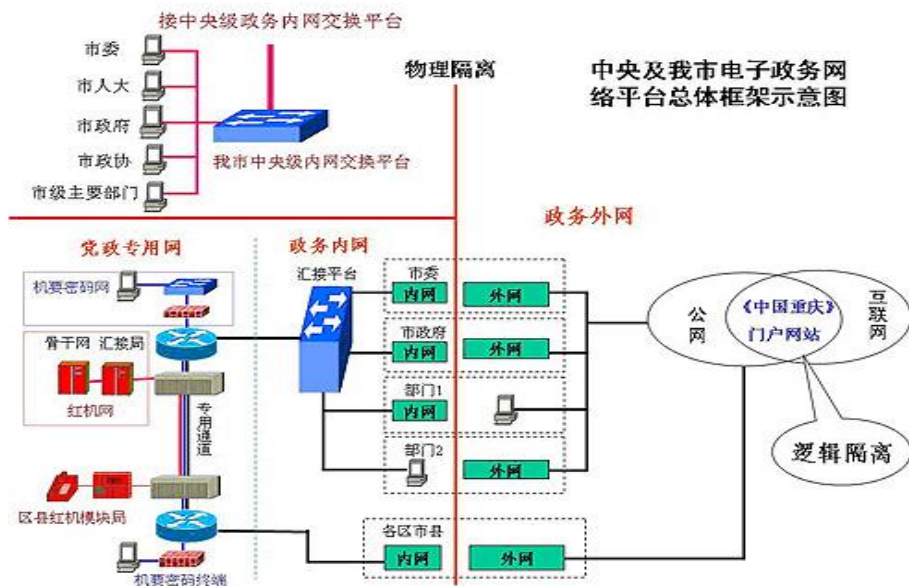 接中央级政务内网交换平台
市委
市人大
市政府
市政协
市级主要部门
我市中央级内网交换平台
物理隔离
中央及我市电子政务网
络平台总体框架示意图
党政专用网
政务内网
政务外网
机要密码网
汇接平台
市委
内网
外网
市政府
内网
外网
部门1
内网
部门2
外网
骨干网 汇接局
红机网
专用通道
区县红机模块局
机要密码终端
各区市县
内网
外网
公网
《中国重庆》
门户网站
互联网
逻辑隔离